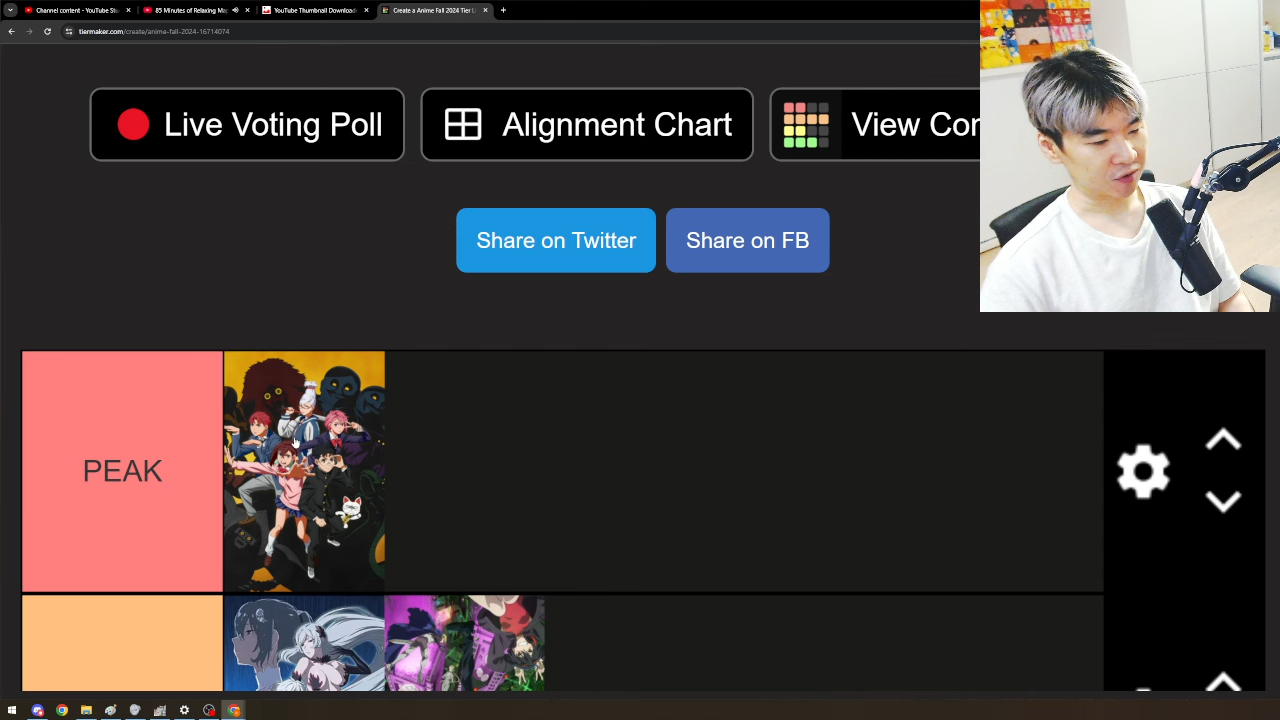 Channel content - YouTube Stu
85 Minutes of Relaxing Ma
YouTube Thumbnail Download
Create a Anime Fall 2024 Tier L
tiermaker.com/create/anime-fall-2024-16714074
Live Voting Poll
Alignment Chart
View Con
Share on Twitter
Share on FB
PEAK